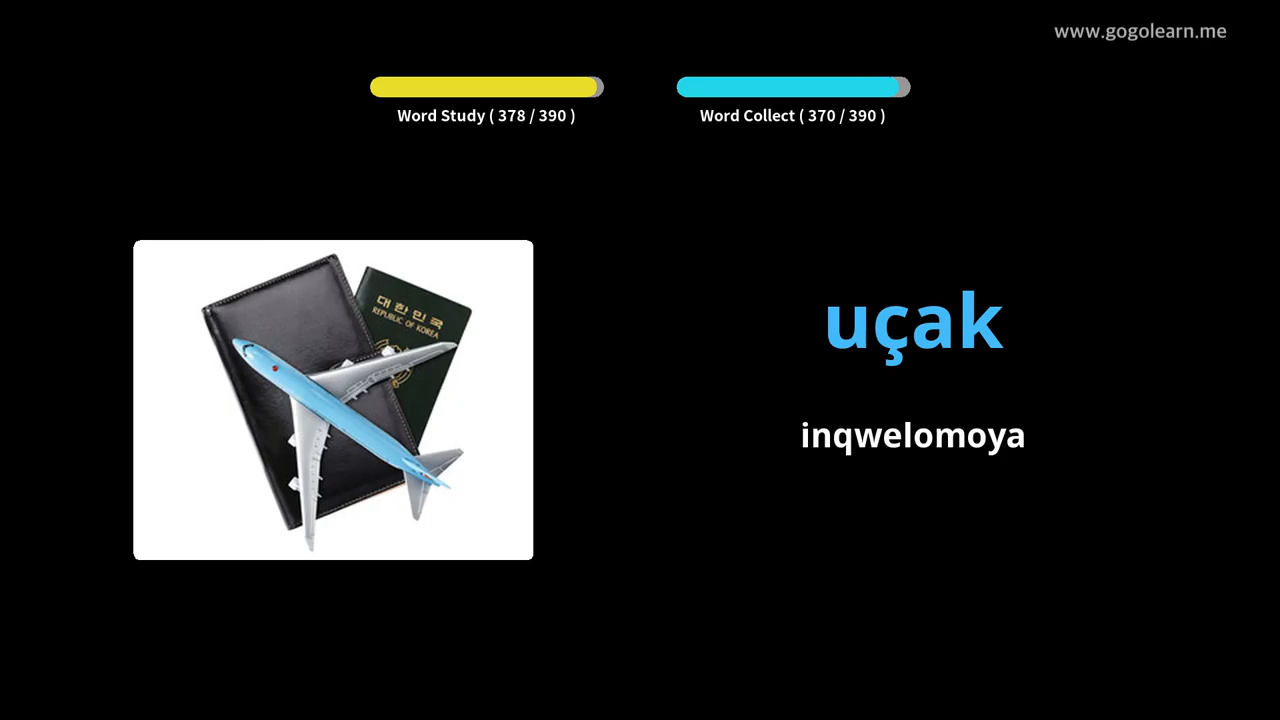 www.gogolearn.me
Word Study ( 378 / 390 )
Word Collect ( 370 / 390 )
대한민국
REPUBLIC OF KOREA
uçak
inqwelomoya